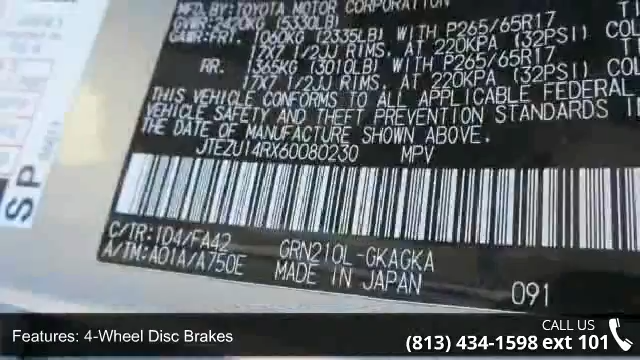 MFD.BY:TOYOTA MOTOR CORPORATION
GVWR:2420KG (5330LB)
GAWR:FRT. 1060KG (2335LB) WITH P265/65R17
17X7 1/2JJ RIMS, AT 220KPA (32PSI) COL
RR: 1365KG (3010LB) WITH P265/65R17
17X7 1/2JJ RIMS, AT 220KPA (32PSI) COU
THIS VEHICLE CONFORMS TO ALL APPLICABLE FEDERAL
VEHICLE SAFETY AND THEFT PREVENTION STANDARDS
THE DATE OF MANUFACTURE SHOWN ABOVE.
JTEZU14RX60080230 MPV
C/TR:1D4/FA42 GRN210L-GKAGKA
A/TM:A01A/A750E MADE IN JAPAN
091
SP
Features: 4-Wheel Disc Brakes
CALL US
(813) 434-1598 ext 101